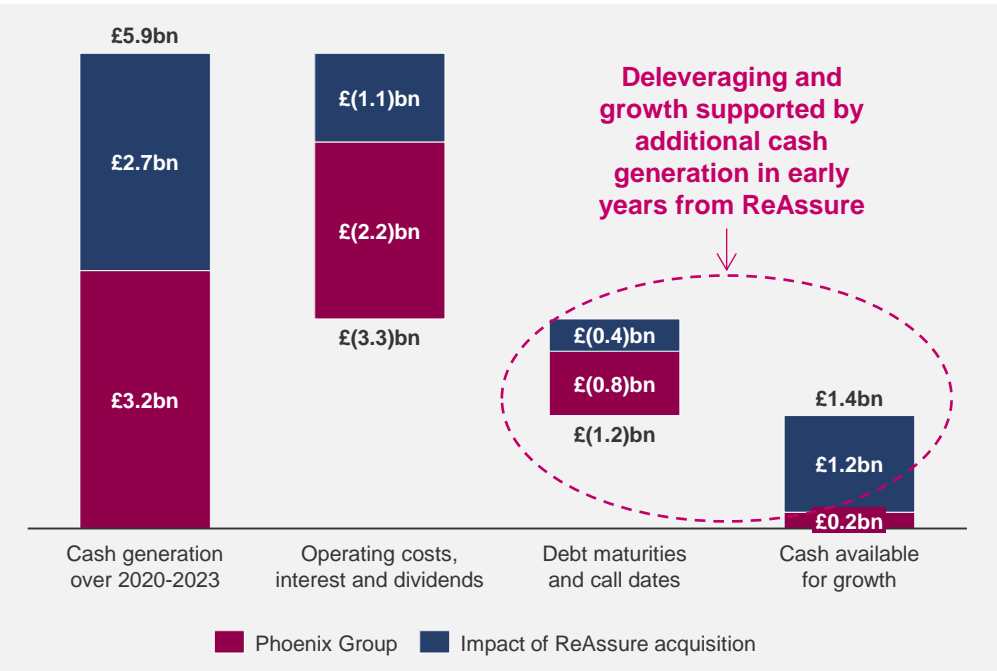 £5.9bn
£2.7bn
£3.2bn
£(1.1)bn
£(2.2)bn
£(3.3)bn
Deleveraging and
growth supported by
additional cash
generation in early
years from ReAssure
£(0.4)bn
£(0.8)bn
£(1.2)bn
£1.4bn
£1.2bn
£0.2bn
Cash generation
over 2020-2023
Operating costs,
interest and dividends
Debt maturities
and call dates
Cash available
for growth
Phoenix Group
Impact of ReAssure acquisition